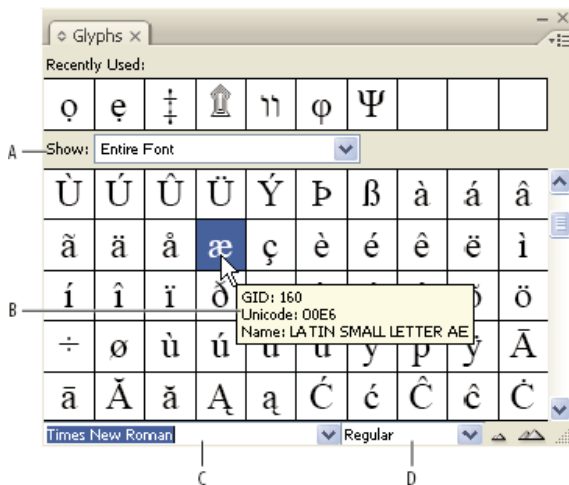 Glyphs
Recently Used:
ọ ẹ ‡ װ φ Ψ
A
Show: Entire Font
Ù Ú Û Ü Ý Þ ß à á â
ã ä å æ ç è é ê ë ì
í î ï ð õ ö
GID: 160
Unicode: 00E6
Name: LATIN SMALL LETTER AE
B
÷ ø ù ú û ü ý þ ÿ Ā
ā Ă ă Ą ą Ć ć Ĉ ĉ Ċ
Times New Roman Regular
C D